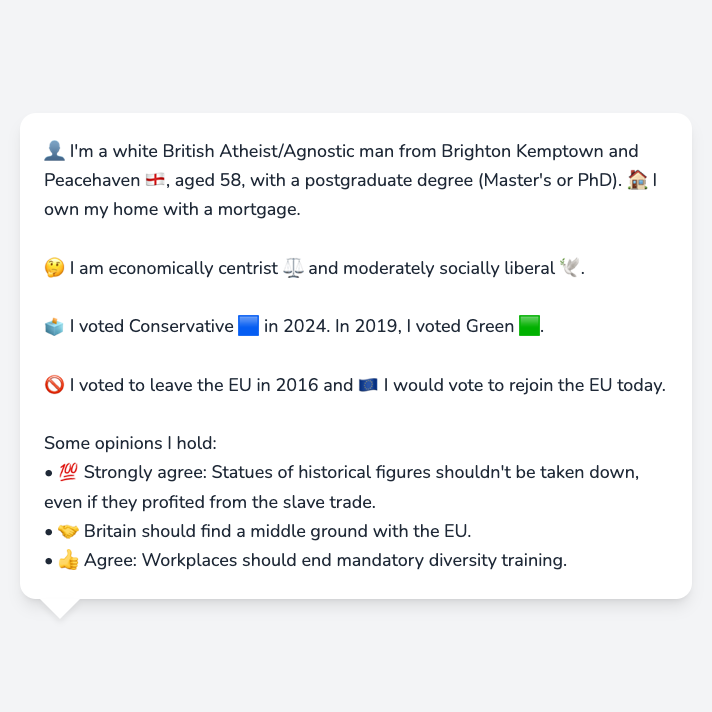 👤 I'm a white British Atheist/Agnostic man from Brighton Kemptown and
Peacehaven 🏴󠁧󠁢󠁥󠁮󠁧󠁿, aged 58, with a postgraduate degree (Master's or PhD). 🏠 I
own my home with a mortgage.
🤔 I am economically centrist ⚖️ and moderately socially liberal 🕊️.
🗳️ I voted Conservative 🟦 in 2024. In 2019, I voted Green 🟩.
🚫 I voted to leave the EU in 2016 and 🇪🇺 I would vote to rejoin the EU today.
Some opinions I hold:
• 💯 Strongly agree: Statues of historical figures shouldn't be taken down,
even if they profited from the slave trade.
• 🤝 Britain should find a middle ground with the EU.
• 👍 Agree: Workplaces should end mandatory diversity training.